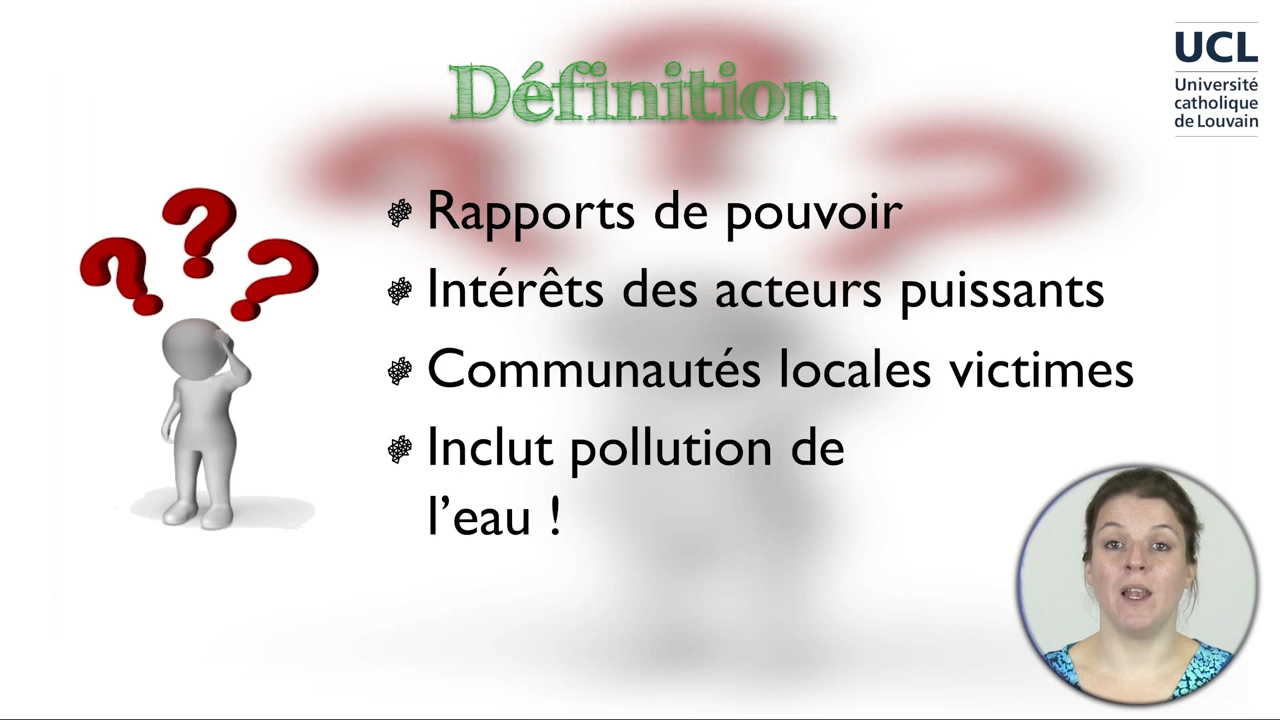 Définition
UCL
Université
catholique
de Louvain
Rapports de pouvoir
Intérêts des acteurs puissants
Communautés locales victimes
Inclut pollution de
l’eau !